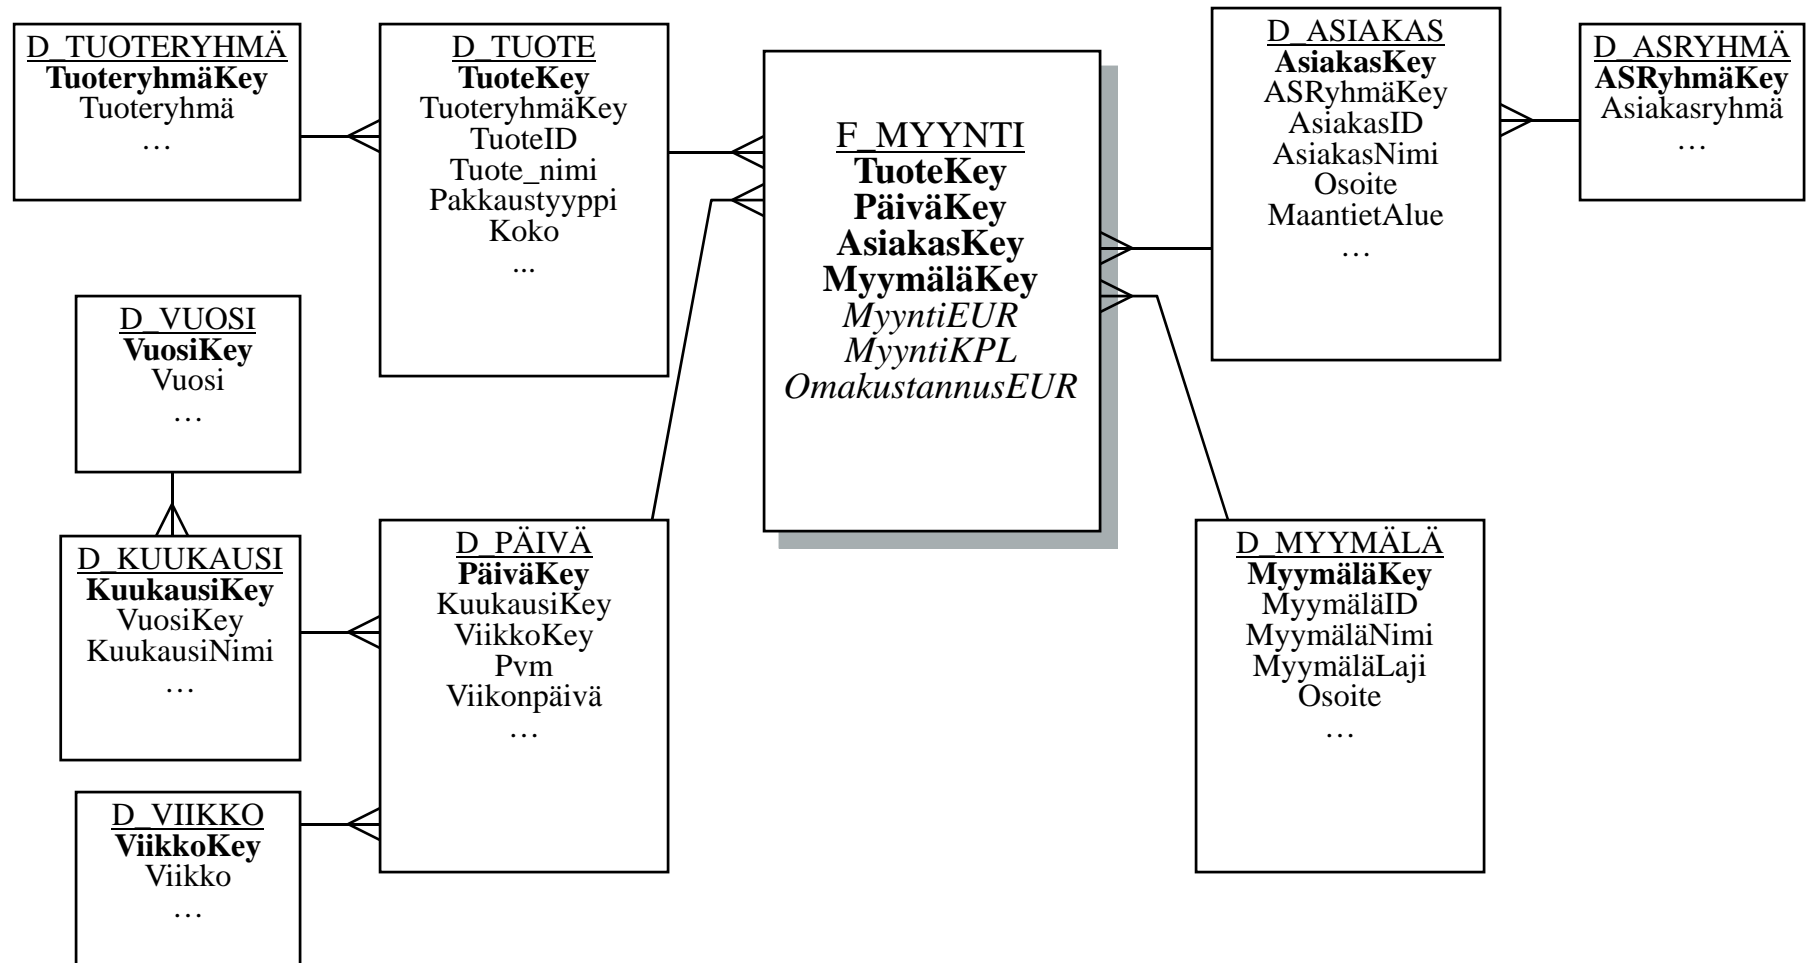 D_TUOTERYHMÄ
TuoteryhmäKey
Tuoteryhmä
…
D_TUOTE
TuoteKey
TuoteryhmäKey
TuoteID
Tuote_nimi
Pakkaustyyppi
Koko
...
F_MYYNTI
TuoteKey
PäiväKey
AsiakasKey
MyymäläKey
MyyntiEUR
MyyntiKPL
OmakustannusEUR
D_ASIAKAS
AsiakasKey
ASRyhmäKey
AsiakasID
AsiakasNimi
Osoite
MaantietAlue
…
D_ASRYHMÄ
ASRyhmäKey
Asiakasryhmä
…
D_VUOSI
VuosiKey
Vuosi
…
D_KUUKAUSI
KuukausiKey
VuosiKey
KuukausiNimi
…
D_PÄIVÄ
PäiväKey
KuukausiKey
ViikkoKey
Pvm
Viikonpäivä
…
D_MYYMÄLÄ
MyymäläKey
MyymäläID
MyymäläNimi
MyymäläLaji
Osoite
…
D_VIIKKO
ViikkoKey
Viikko
…